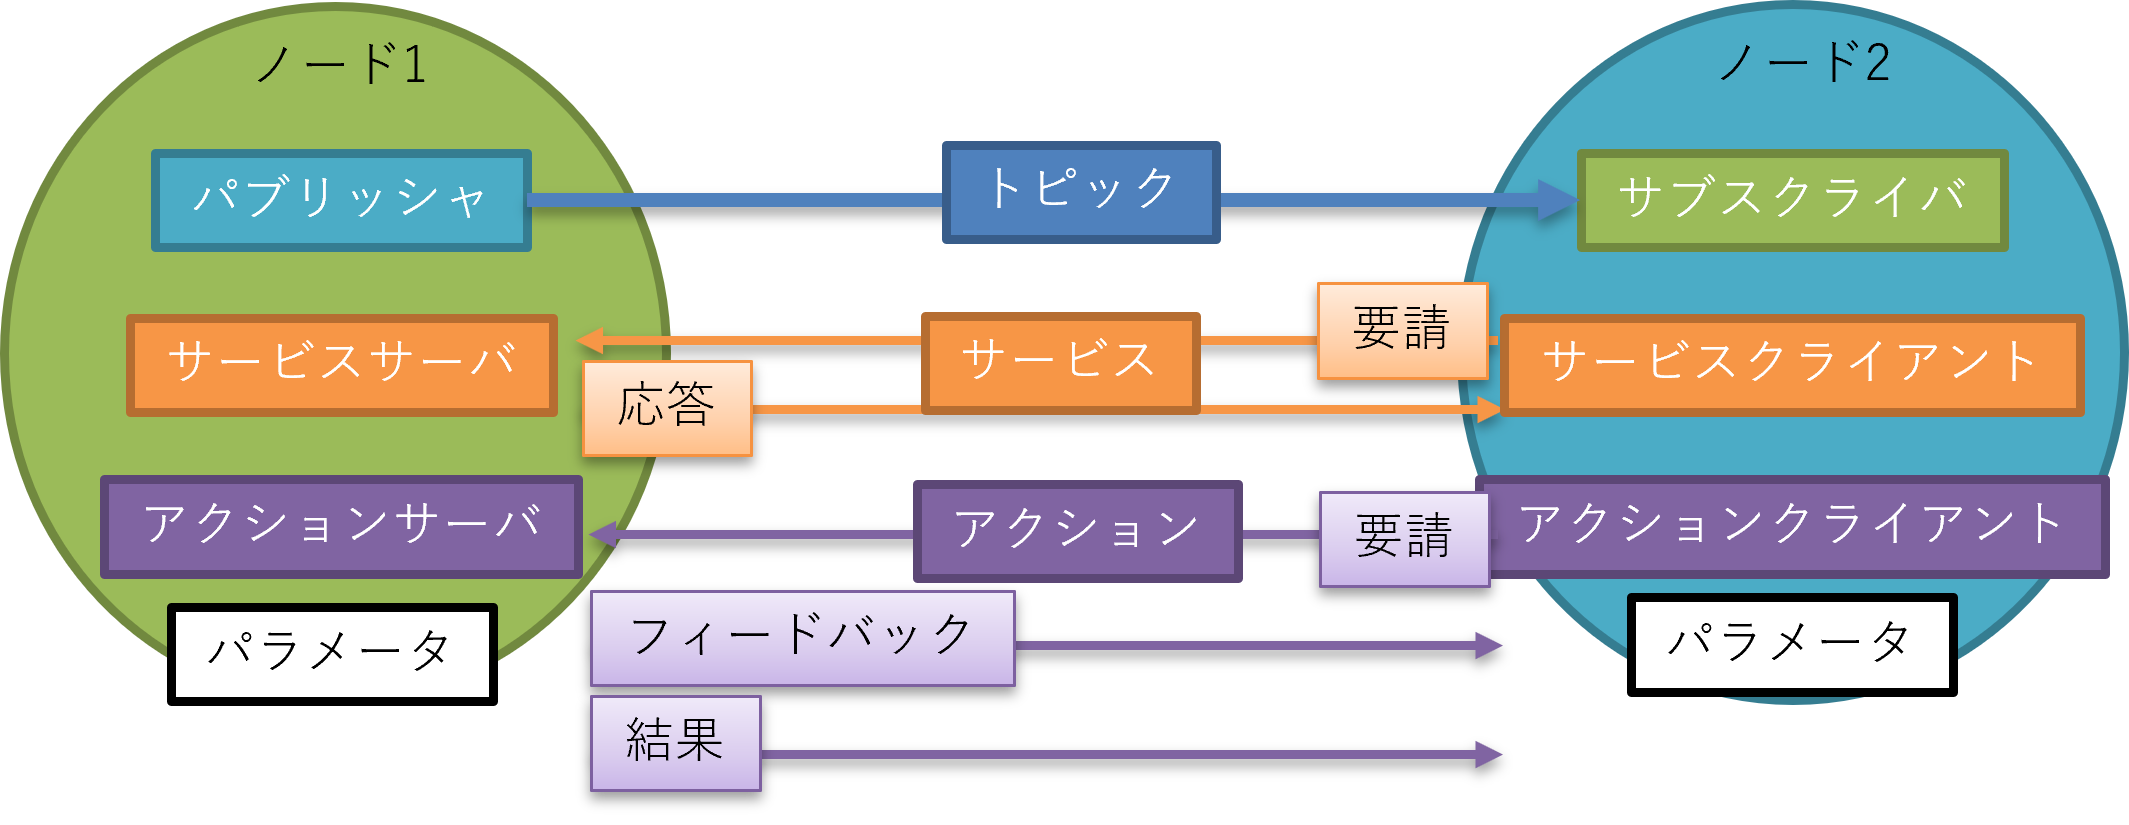 ノード1
ノード2
パブリッシャ
トピック
サブスクライバ
サービスサーバ
サービス
要請
サービスクライアント
応答
アクションサーバ
アクション
要請
アクションクライアント
パラメータ
フィードバック
パラメータ
結果